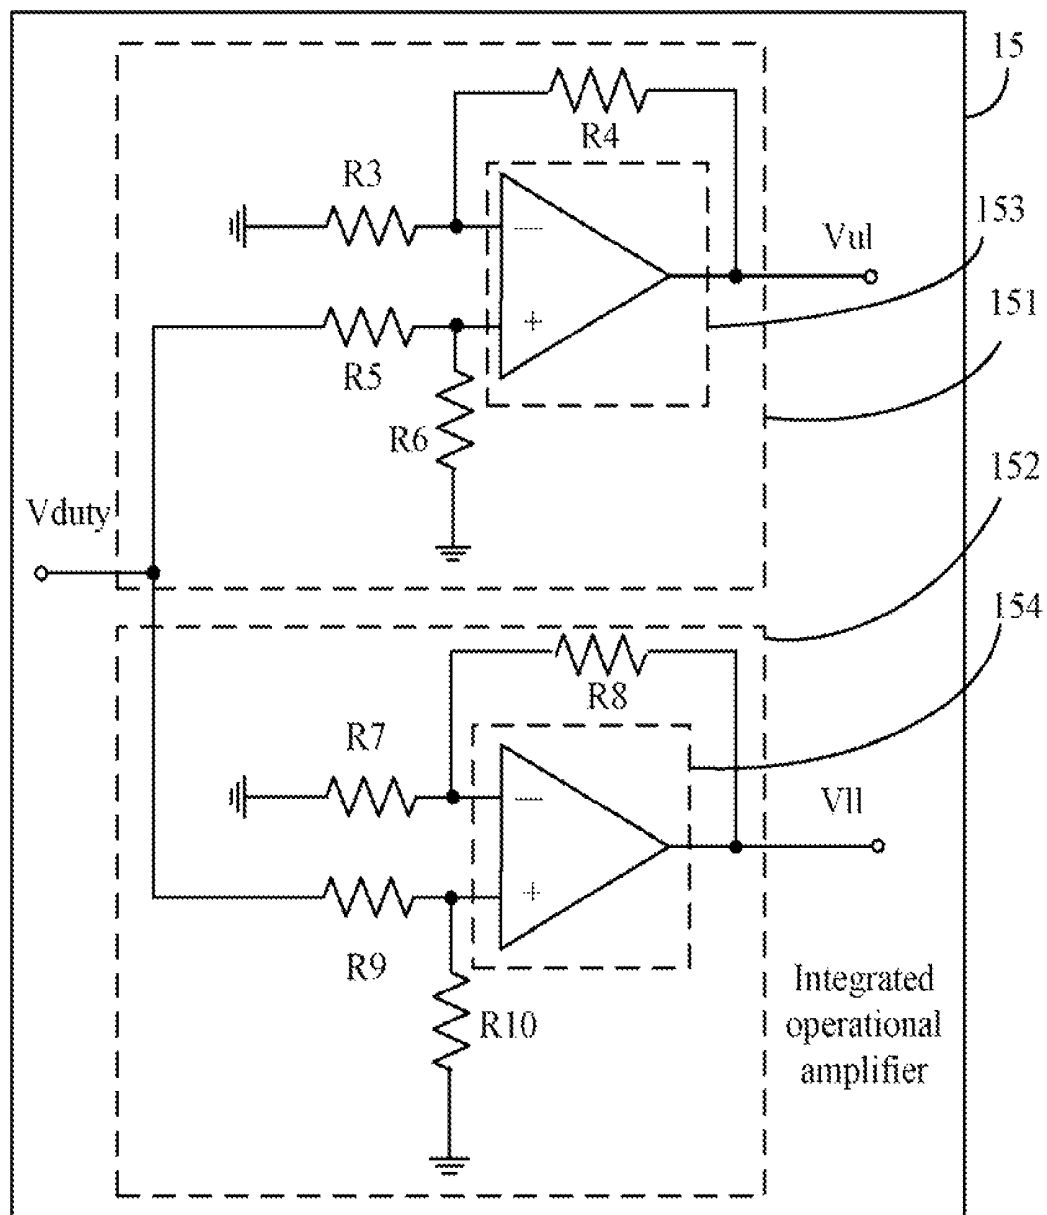 15
R4
R3
153
Vul
−
151
+
R5
R6
152
Vduty
154
R8
R7
−
Vll
+
R9
Integrated
operational
amplifier
R10